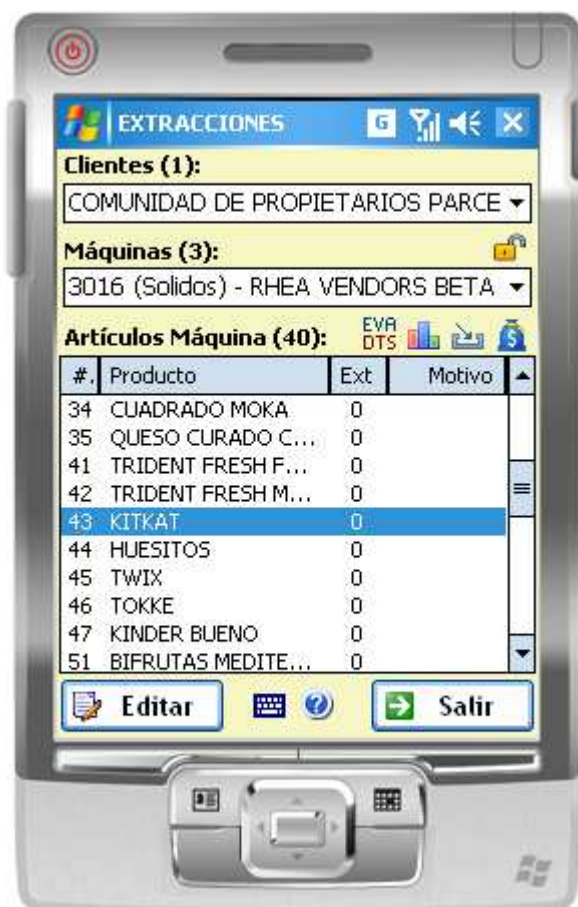 EXTRACCIONES G
Clientes (1):
COMUNIDAD DE PROPIETARIOS PARCE
Máquinas (3):
3016 (Solidos) - RHEA VENDORS BETA
Artículos Máquina (40): EVA DTS $
#. Producto Ext Motivo
34 CUADRADO MOKA 0
35 QUESO CURADO C... 0
41 TRIDENT FRESH F... 0
42 TRIDENT FRESH M... 0
43 KITKAT 0
44 HUESITOS 0
45 TWIX 0
46 TOKKE 0
47 KINDER BUENO 0
51 BIFRUTAS MEDITE... 0
Editar ? Salir